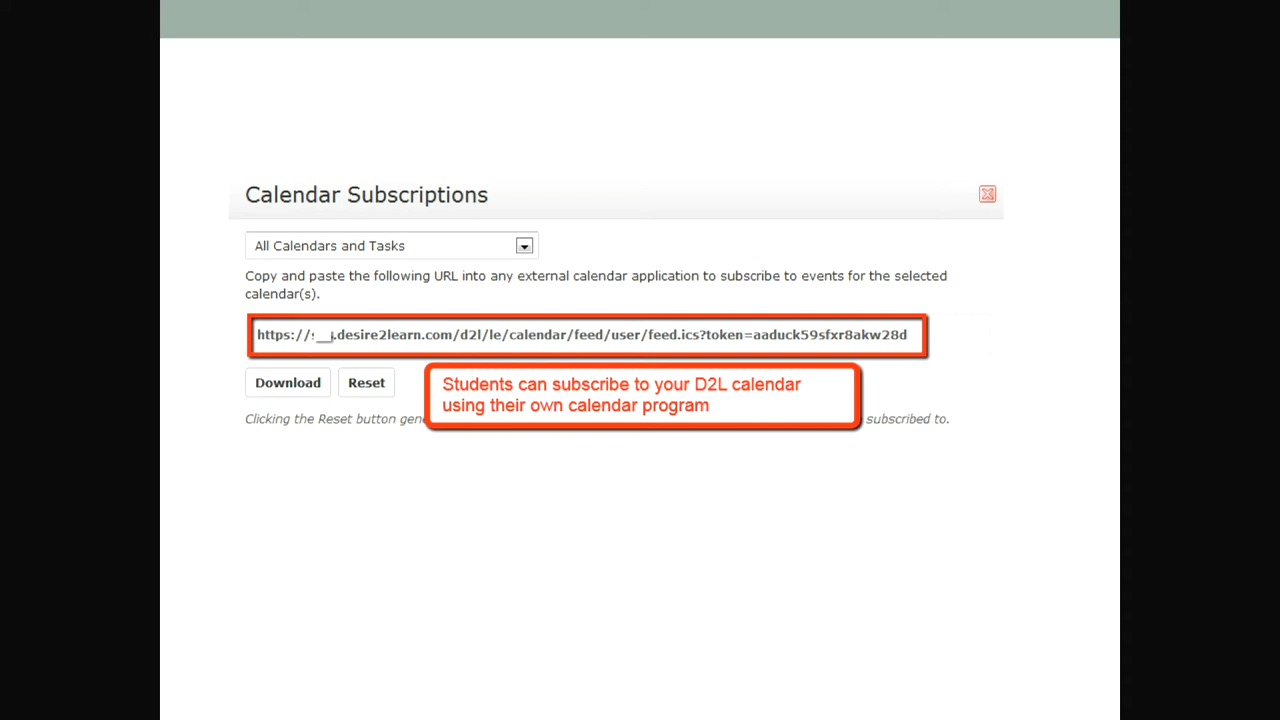 Calendar Subscriptions
All Calendars and Tasks
Copy and paste the following URL into any external calendar application to subscribe to events for the selected
calendar(s).
https:// .desire2learn.com/d2l/le/calendar/feed/user/feed.ics?token=aaduck59sfxr8akw28d
Download Reset
Students can subscribe to your D2L calendar
using their own calendar program
Clicking the Reset button subscribed to.